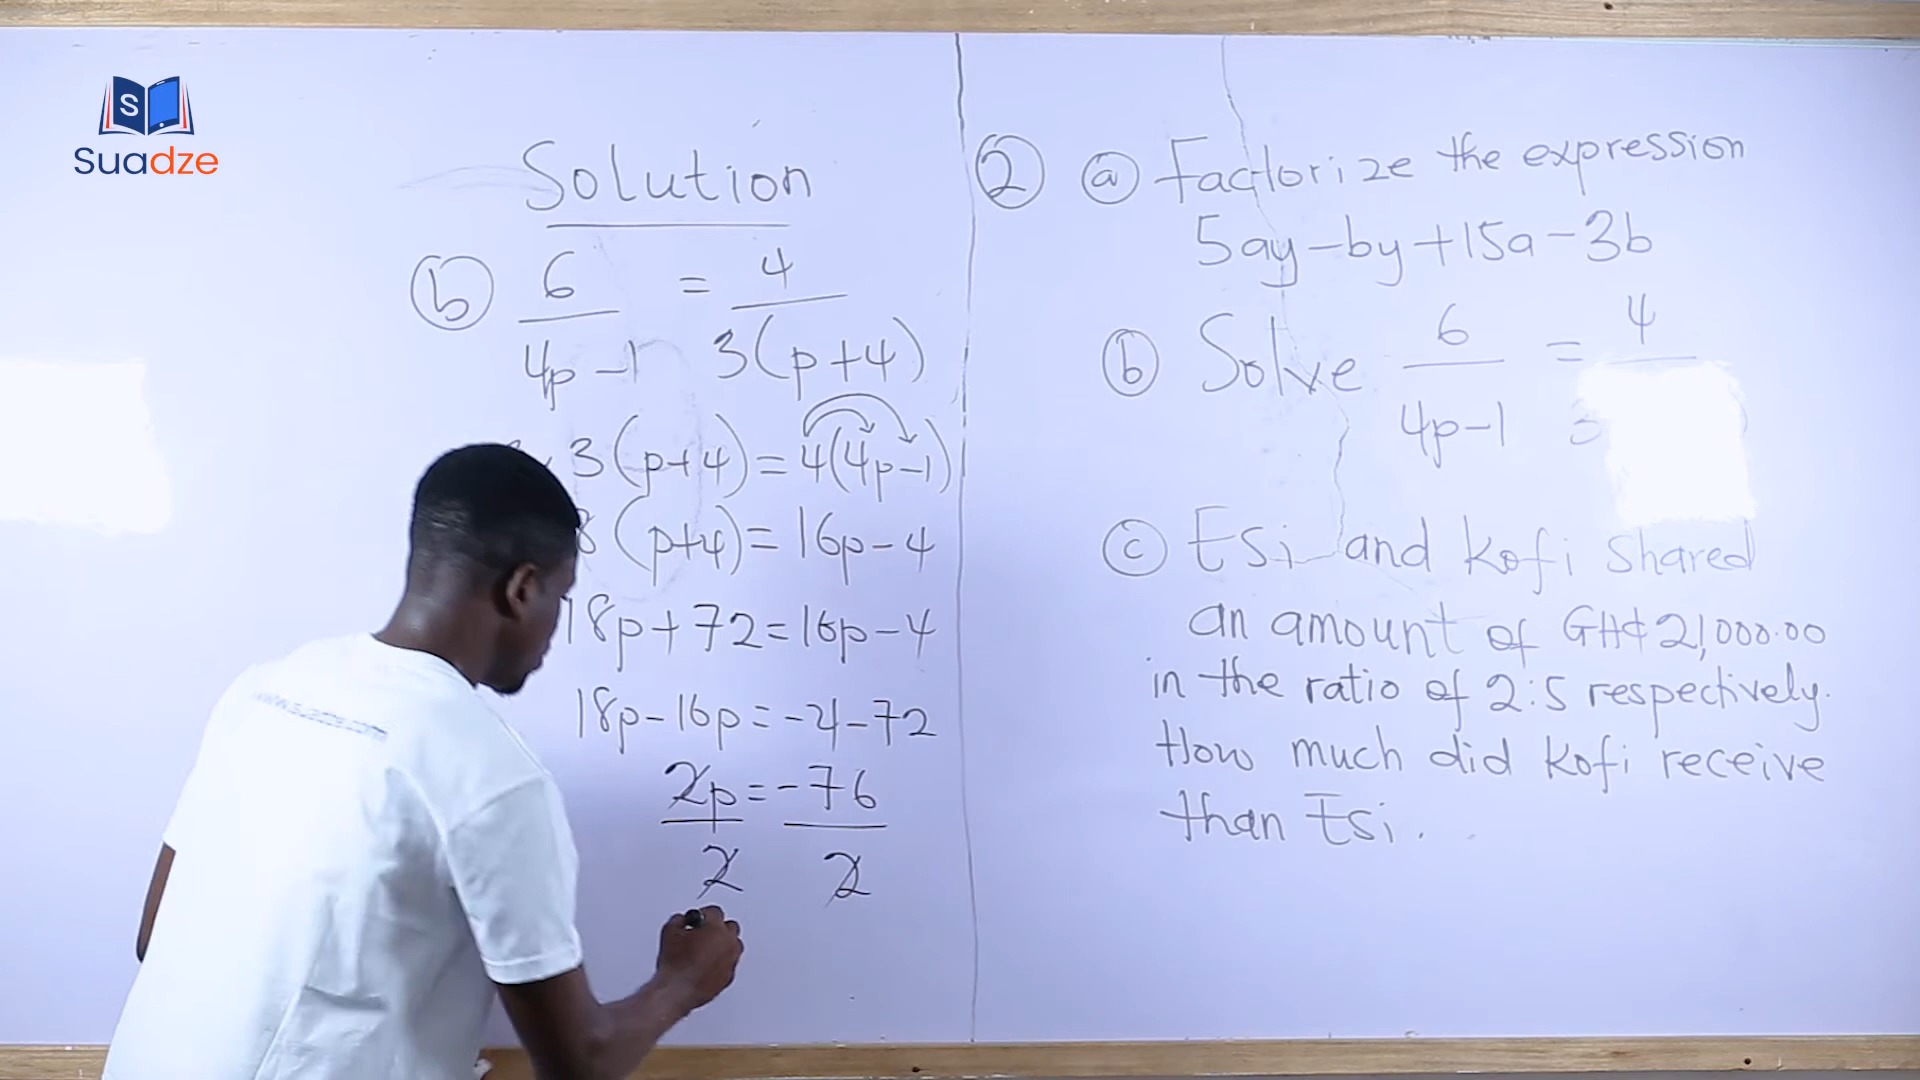 S
Suadze
Solution
b 6/4p-1 = 4/3(p+4)
3(p+4)=4(4p-1)
8(p+4)=16p-4
18p+72=16p-4
18p-16p=-4-72
2p=-76
2 2
2 a Factorize the expression
5ay-by+15a-3b
b Solve 6/4p-1 = 4/3
c Esi and Kofi shared
an amount of GH¢21,000.00
in the ratio of 2:5 respectively.
How much did Kofi receive
than Esi.